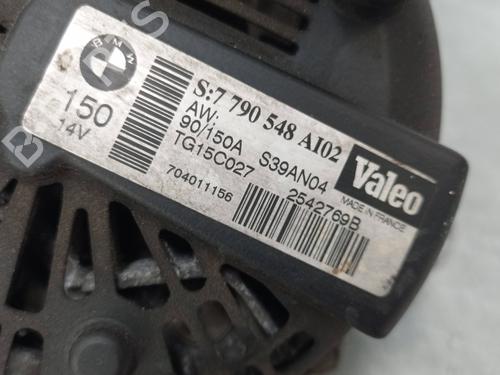 BMW
150
14V
S:7 790 548 AI02
AW:
90/150A S39AN04
TG15C027
704011156
2542769B
Valeo
MADE IN FRANCE